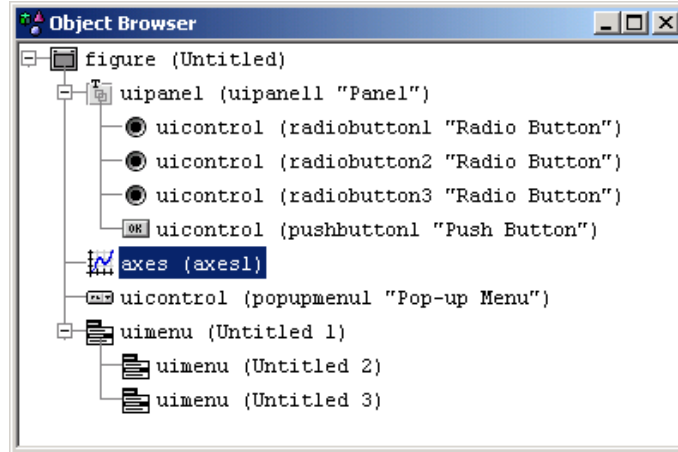 Object Browser
figure (Untitled)
uipanel (uipanel1 "Panel")
uicontrol (radiobutton1 "Radio Button")
uicontrol (radiobutton2 "Radio Button")
uicontrol (radiobutton3 "Radio Button")
OK uicontrol (pushbutton1 "Push Button")
axes (axes1)
uicontrol (popupmenu1 "Pop-up Menu")
uimenu (Untitled 1)
uimenu (Untitled 2)
uimenu (Untitled 3)